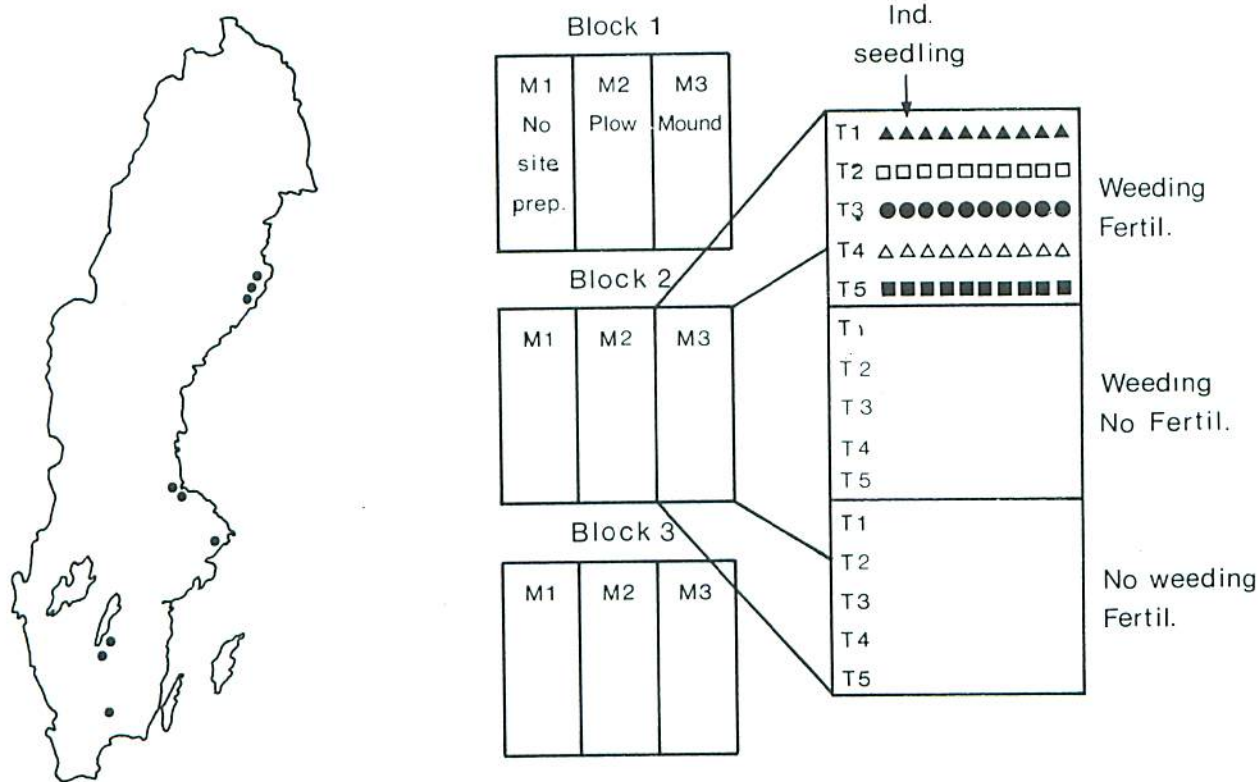 Block 1
M1
No
site
prep.
M2
Plow
M3
Mound
Block 2
M1
M2
M3
Block 3
M1
M2
M3
Ind.
seedling
T1
T2
T3
T4
T5
Weeding
Fertil.
T1
T2
T3
T4
T5
Weeding
No Fertil.
T1
T2
T3
T4
T5
No weeding
Fertil.